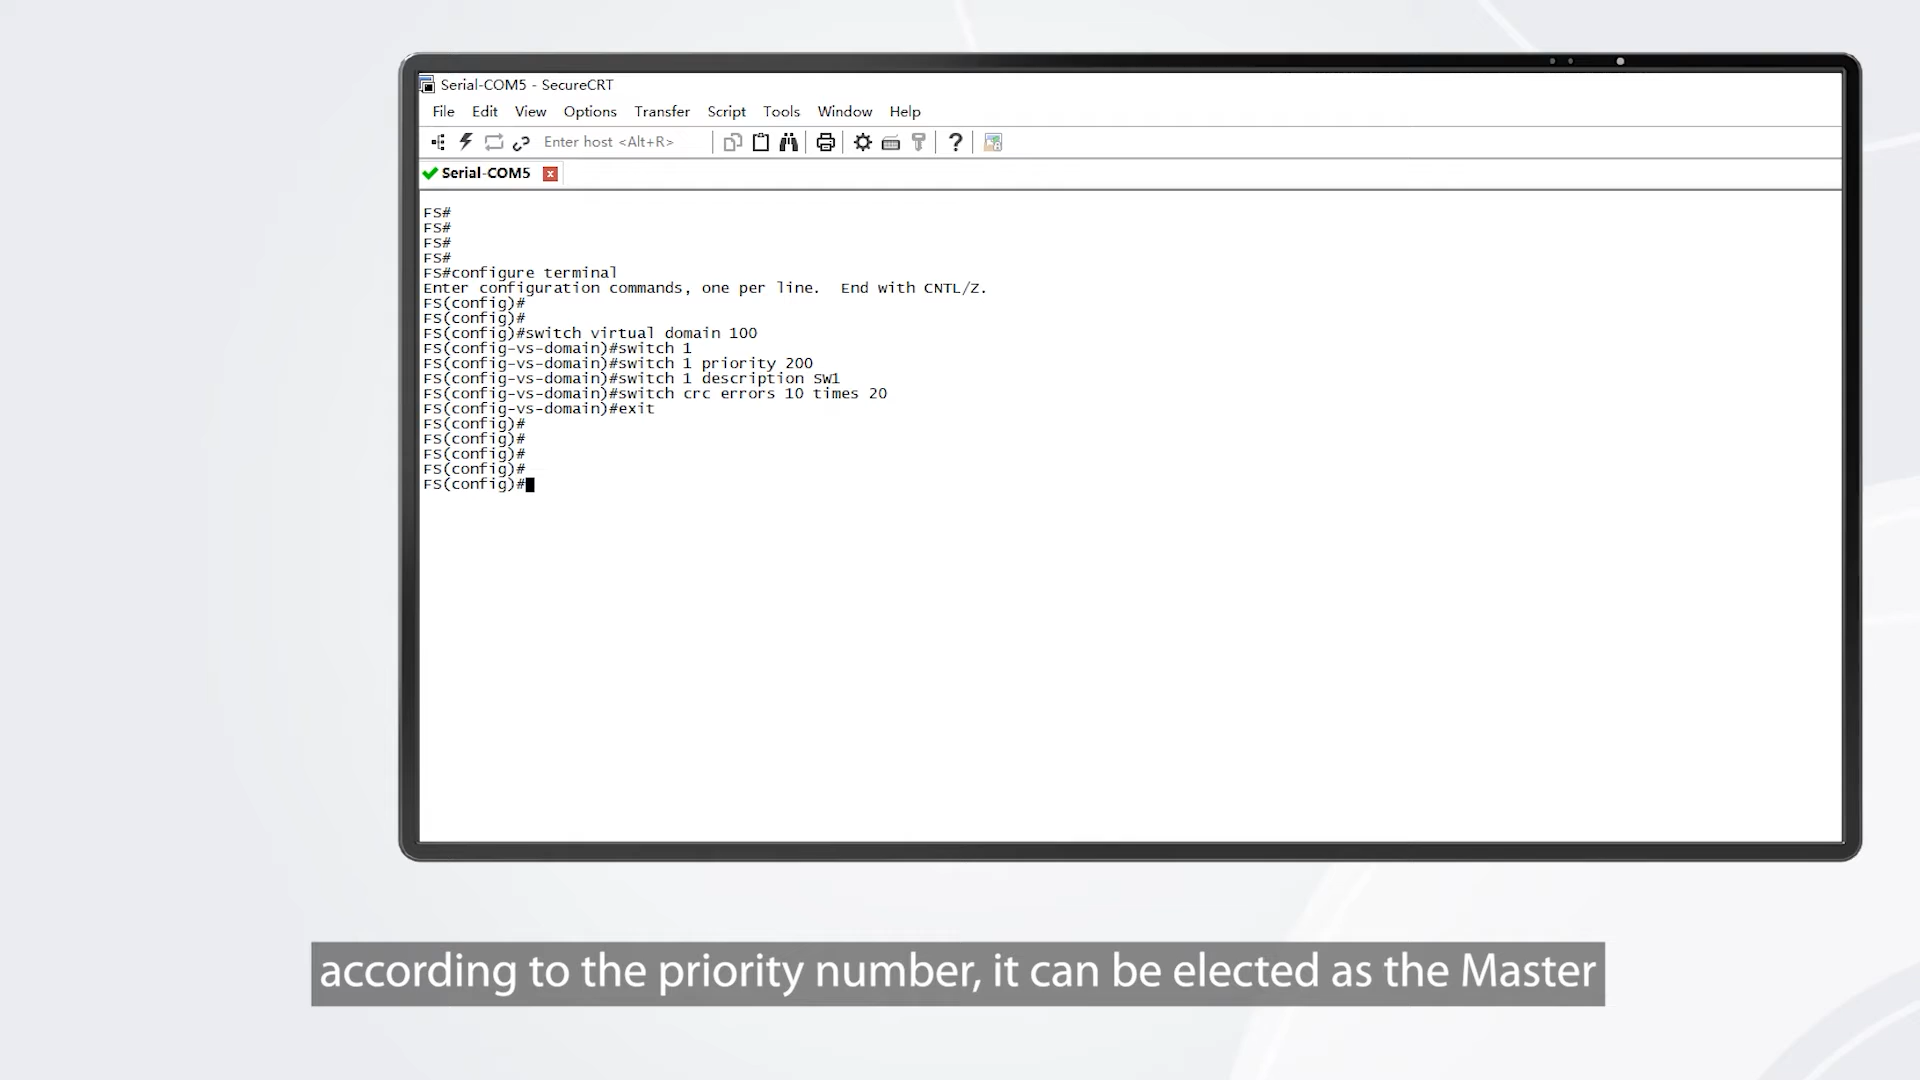 Serial-COM5 - SecureCRT
File Edit View Options Transfer Script Tools Window Help
Enter host <Alt+R>
Serial-COM5
FS#
FS#
FS#
FS#
FS#configure terminal
Enter configuration commands, one per line.  End with CNTL/Z.
FS(config)#
FS(config)#
FS(config)#switch virtual domain 100
FS(config-vs-domain)#switch 1
FS(config-vs-domain)#switch 1 priority 200
FS(config-vs-domain)#switch 1 description SW1
FS(config-vs-domain)#switch crc errors 10 times 20
FS(config-vs-domain)#exit
FS(config)#
FS(config)#
FS(config)#
FS(config)#
FS(config)#
according to the priority number, it can be elected as the Master